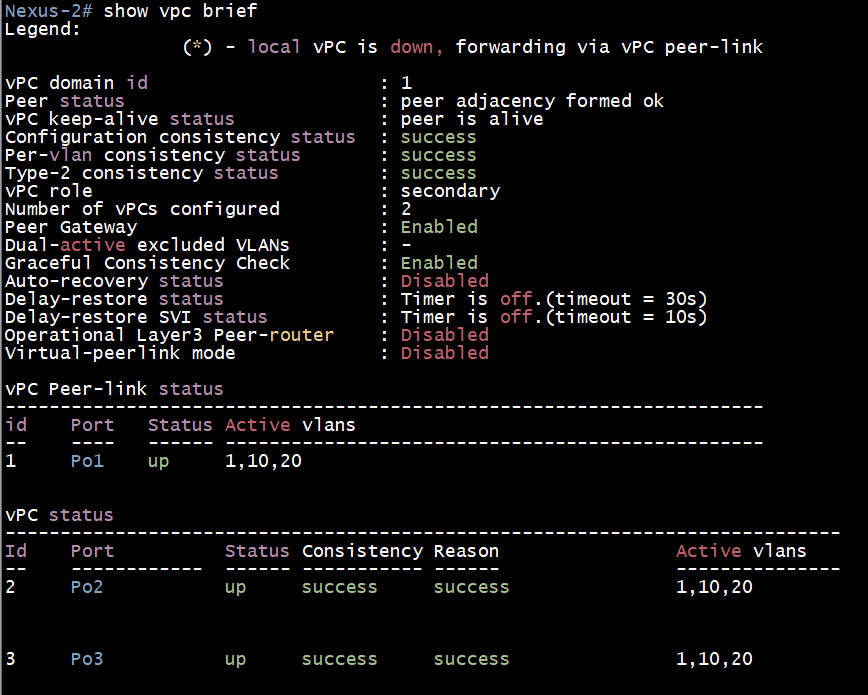 Nexus-2# show vpc brief
Legend:
                (*) - local vPC is down, forwarding via vPC peer-link

vPC domain id                     : 1
Peer status                       : peer adjacency formed ok
vPC keep-alive status             : peer is alive
Configuration consistency status  : success
Per-vlan consistency status       : success
Type-2 consistency status         : success
vPC role                          : secondary
Number of vPCs configured         : 2
Peer Gateway                      : Enabled
Dual-active excluded VLANs        : -
Graceful Consistency Check        : Enabled
Auto-recovery status              : Disabled
Delay-restore status              : Timer is off.(timeout = 30s)
Delay-restore SVI status          : Timer is off.(timeout = 10s)
Operational Layer3 Peer-router    : Disabled
Virtual-peerlink mode             : Disabled

vPC Peer-link status
---------------------------------------------------------------------
id    Port   Status Active vlans
--    ----   ------ -------------------------------------------------
1     Po1    up     1,10,20

vPC status
----------------------------------------------------------------------------
Id    Port          Status Consistency Reason                Active vlans
--    ------------  ------ ----------- ------                ---------------
2     Po2           up     success     success               1,10,20

3     Po3           up     success     success               1,10,20